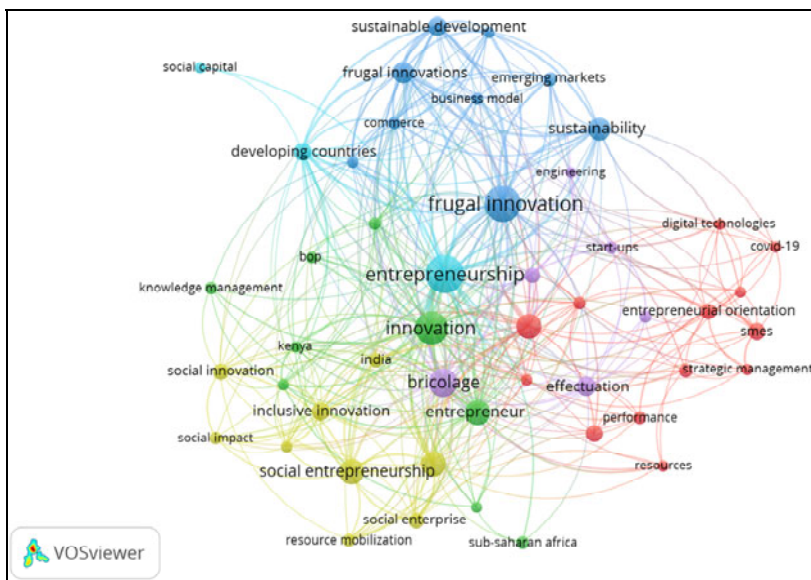 sustainable development
social capital
frugal innovations
emerging markets
business model
commerce
sustainability
developing countries
engineering
frugal innovation
digital technologies
start-ups
covid-19
bop
entrepreneurship
knowledge management
entrepreneurial orientation
innovation
smes
kenya
india
social innovation
strategic management
bricolage
effectuation
inclusive innovation
entrepreneur
performance
social impact
social entrepreneurship
resources
social enterprise
resource mobilization
sub-saharan africa
VOSviewer